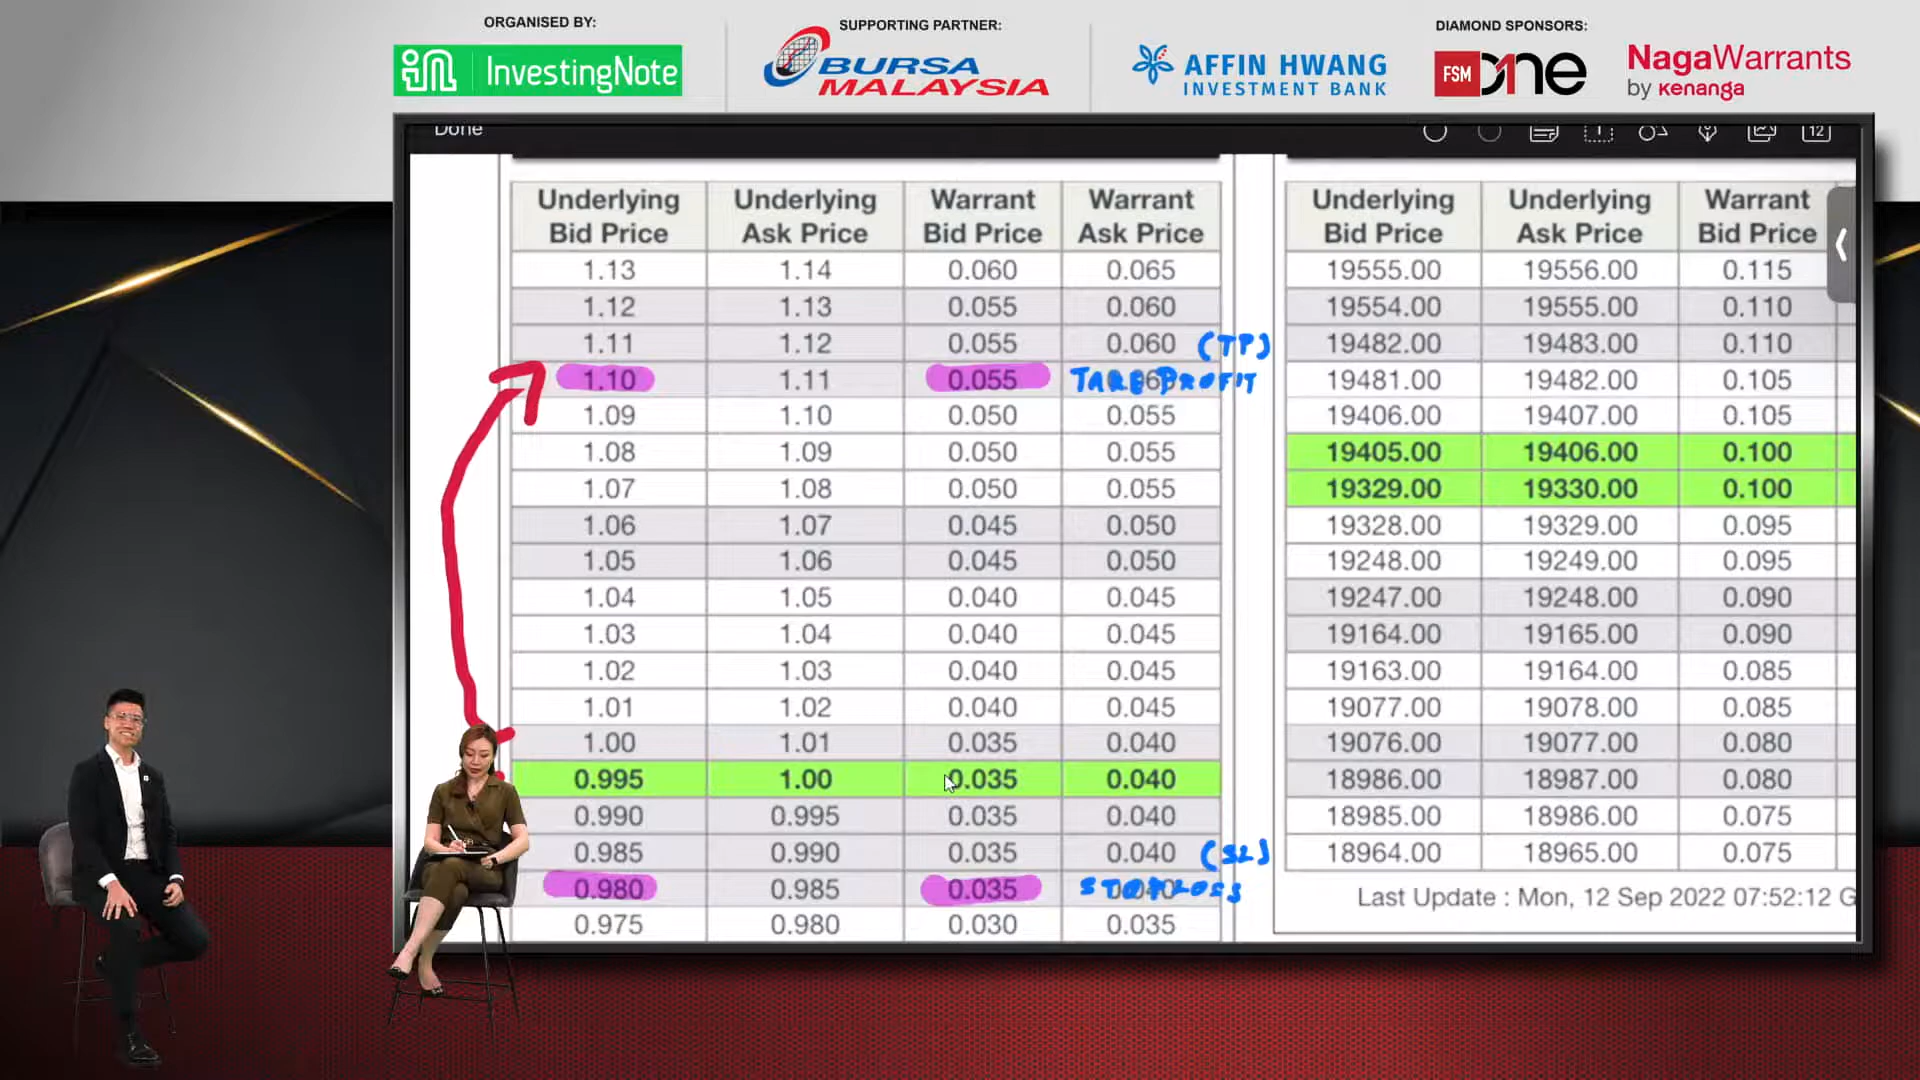 ORGANISED BY:
InvestingNote
SUPPORTING PARTNER:
BURSA
MALAYSIA
AFFIN HWANG
INVESTMENT BANK
DIAMOND SPONSORS:
FSM one
NagaWarrants
by kenanga
Done
12
Underlying Bid Price Underlying Ask Price Warrant Bid Price Warrant Ask Price
1.13 1.14 0.060 0.065
1.12 1.13 0.055 0.060
1.11 1.12 0.055 0.060 (TP)
1.10 1.11 0.055 TAKE PROFIT
1.09 1.10 0.050 0.055
1.08 1.09 0.050 0.055
1.07 1.08 0.050 0.055
1.06 1.07 0.045 0.050
1.05 1.06 0.045 0.050
1.04 1.05 0.040 0.045
1.03 1.04 0.040 0.045
1.02 1.03 0.040 0.045
1.01 1.02 0.040 0.045
1.00 1.01 0.035 0.040
0.995 1.00 0.035 0.040
0.990 0.995 0.035 0.040
0.985 0.990 0.035 0.040 (SL)
0.980 0.985 0.035 STOP LOSS
0.975 0.980 0.030 0.035
Underlying Bid Price Underlying Ask Price Warrant Bid Price
19555.00 19556.00 0.115
19554.00 19555.00 0.110
19482.00 19483.00 0.110
19481.00 19482.00 0.105
19406.00 19407.00 0.105
19405.00 19406.00 0.100
19329.00 19330.00 0.100
19328.00 19329.00 0.095
19248.00 19249.00 0.095
19247.00 19248.00 0.090
19164.00 19165.00 0.090
19163.00 19164.00 0.085
19077.00 19078.00 0.085
19076.00 19077.00 0.080
18986.00 18987.00 0.080
18985.00 18986.00 0.075
18964.00 18965.00 0.075
Last Update : Mon, 12 Sep 2022 07:52:12 G